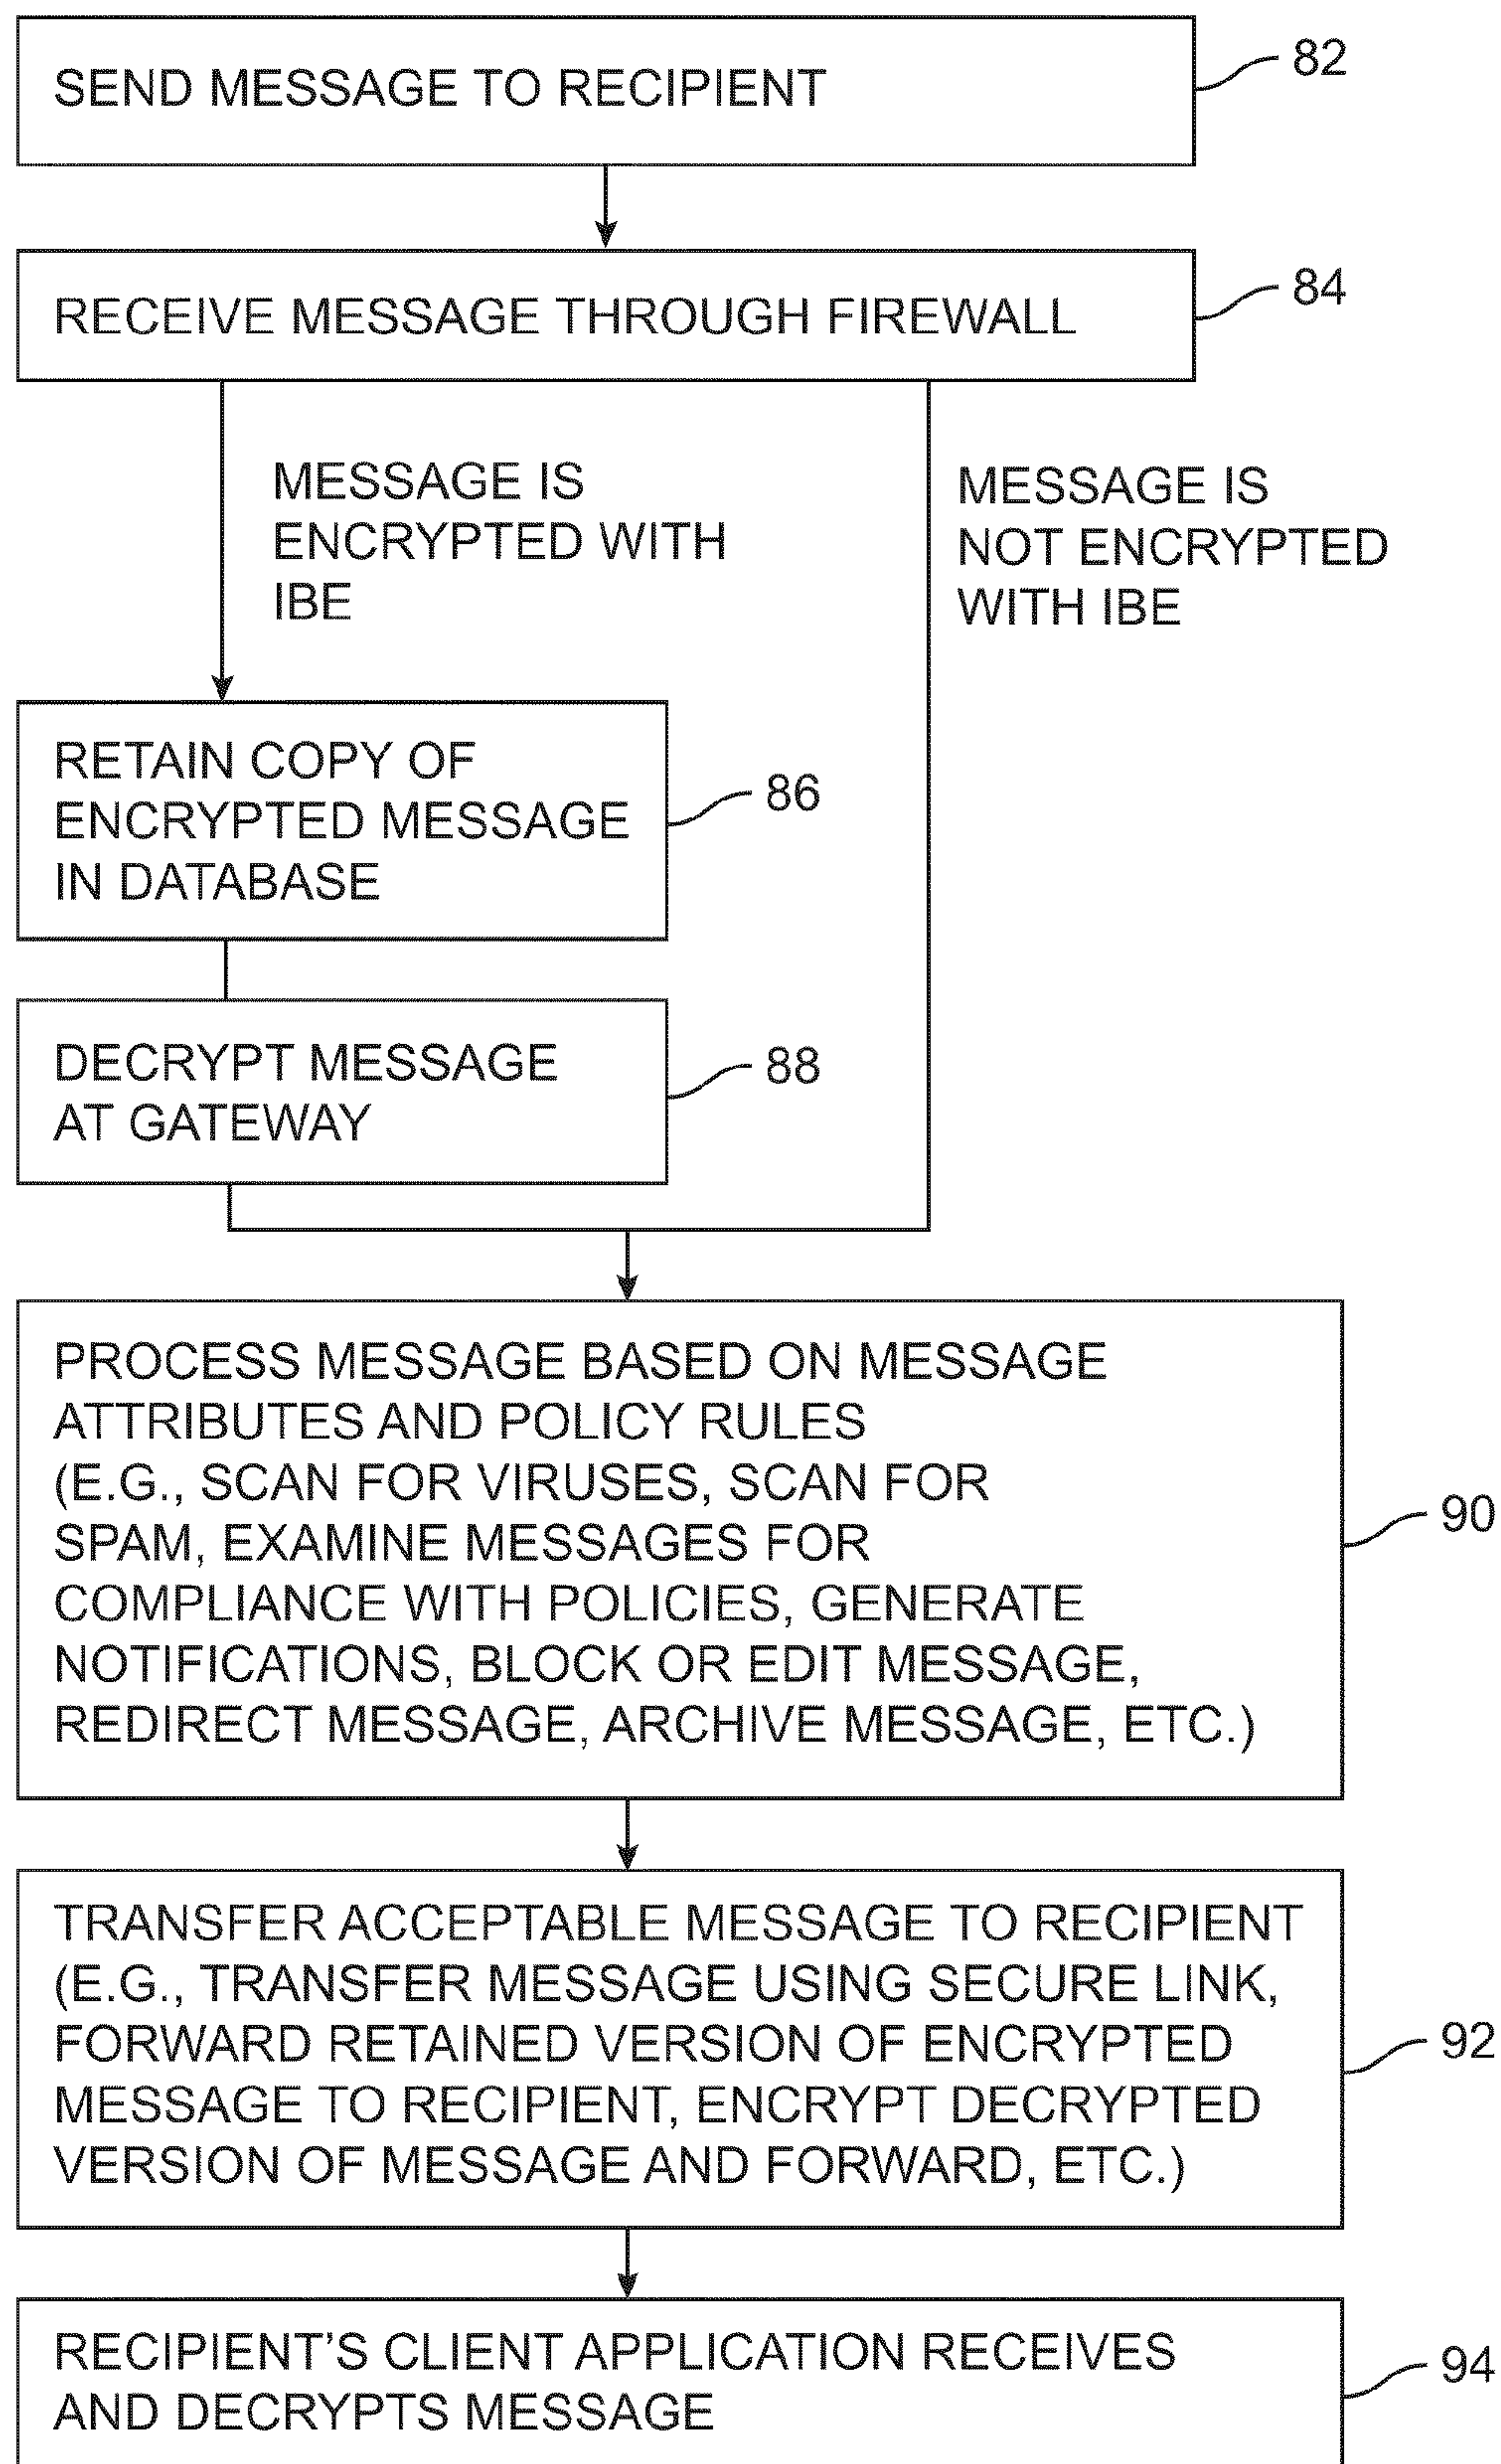 SEND MESSAGE TO RECIPIENT
82
RECEIVE MESSAGE THROUGH FIREWALL
84
MESSAGE IS
ENCRYPTED WITH
IBE
MESSAGE IS
NOT ENCRYPTED
WITH IBE
RETAIN COPY OF
ENCRYPTED MESSAGE
IN DATABASE
86
DECRYPT MESSAGE
AT GATEWAY
88
PROCESS MESSAGE BASED ON MESSAGE
ATTRIBUTES AND POLICY RULES
(E.G., SCAN FOR VIRUSES, SCAN FOR
SPAM, EXAMINE MESSAGES FOR
COMPLIANCE WITH POLICIES, GENERATE
NOTIFICATIONS, BLOCK OR EDIT MESSAGE,
REDIRECT MESSAGE, ARCHIVE MESSAGE, ETC.)
90
TRANSFER ACCEPTABLE MESSAGE TO RECIPIENT
(E.G., TRANSFER MESSAGE USING SECURE LINK,
FORWARD RETAINED VERSION OF ENCRYPTED
MESSAGE TO RECIPIENT, ENCRYPT DECRYPTED
VERSION OF MESSAGE AND FORWARD, ETC.)
92
RECIPIENT'S CLIENT APPLICATION RECEIVES
AND DECRYPTS MESSAGE
94